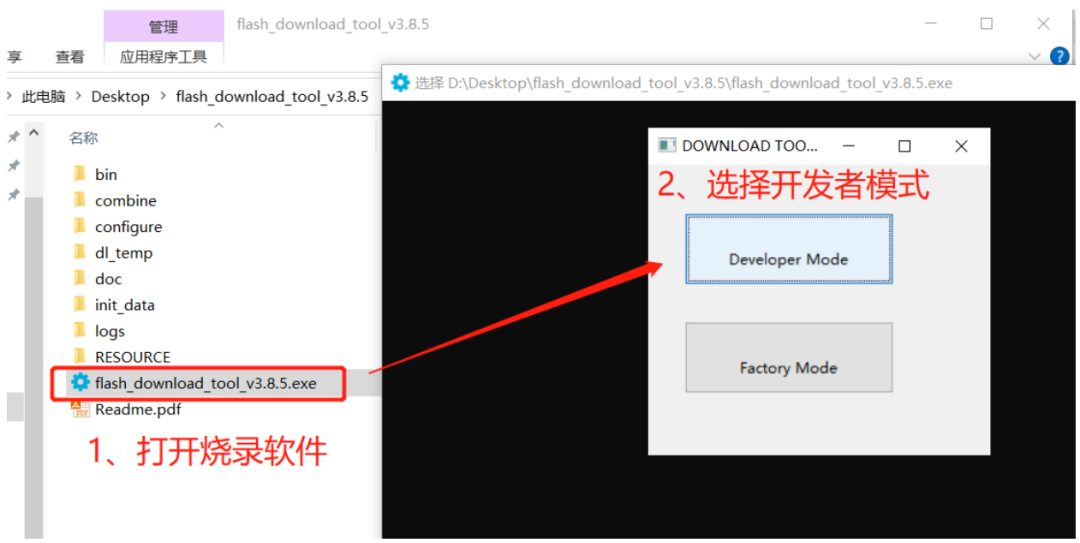 管理
flash_download_tool_v3.8.5
享 查看 应用程序工具
此电脑 > Desktop > flash_download_tool_v3.8.5
名称
bin
combine
configure
dl_temp
doc
init_data
logs
RESOURCE
flash_download_tool_v3.8.5.exe
Readme.pdf
1、打开烧录软件
选择 D:\Desktop\flash_download_tool_v3.8.5\flash_download_tool_v3.8.5.exe
DOWNLOAD TOO...
2、选择开发者模式
Developer Mode
Factory Mode